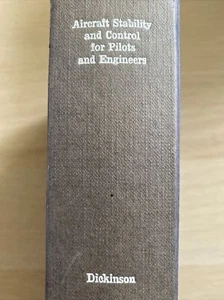 Aircraft Stability
and Control
for Pilots
and Engineers
Dickinson